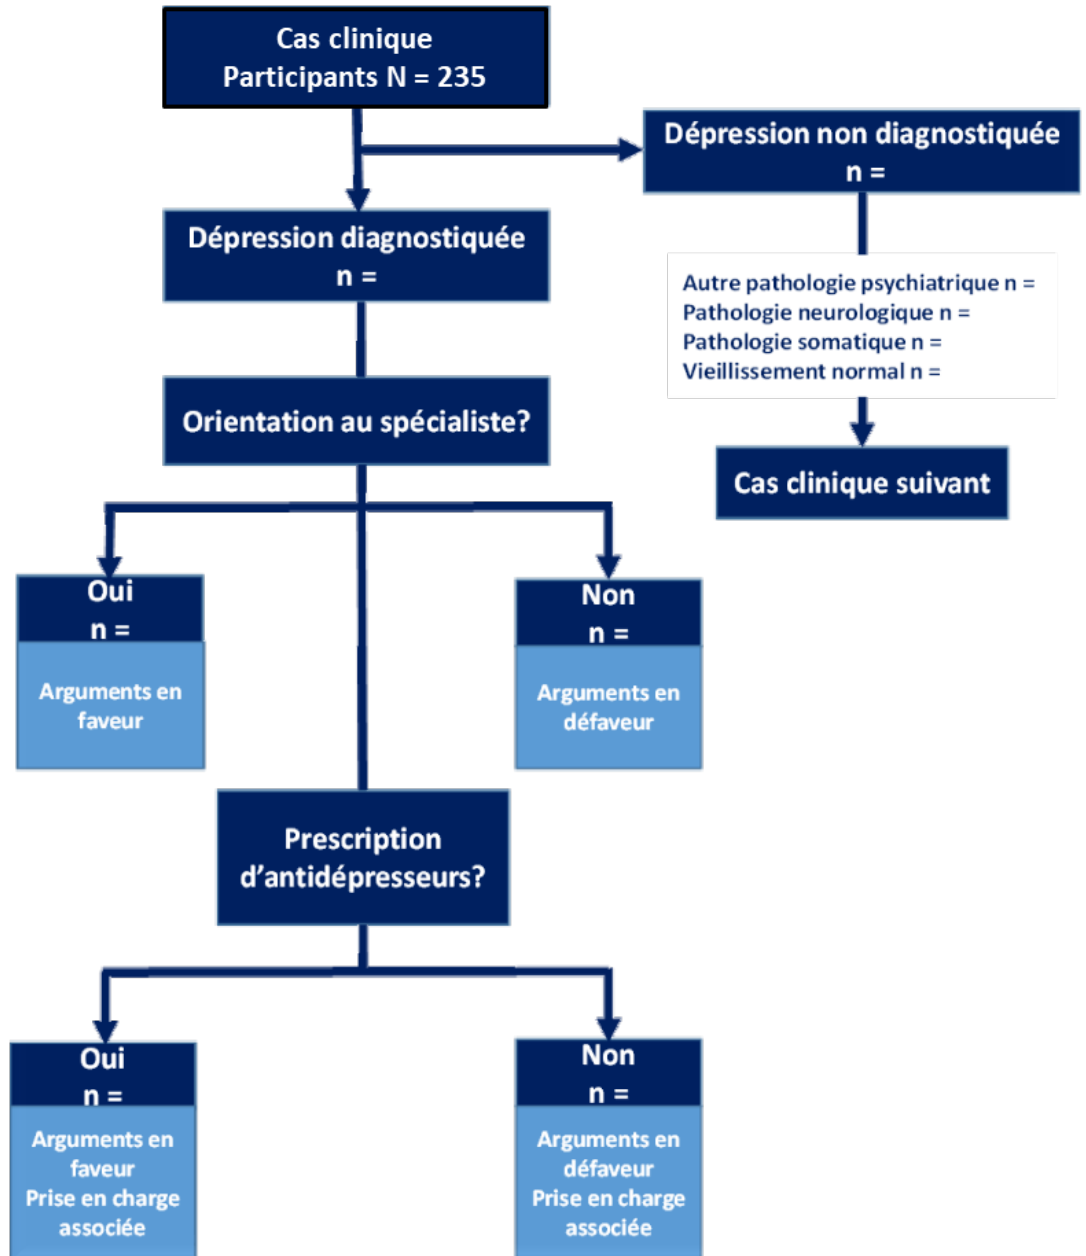 Cas clinique
Participants N = 235
Dépression non diagnostiquée
n =
Dépression diagnostiquée
n =
Autre pathologie psychiatrique n =
Pathologie neurologique n =
Pathologie somatique n =
Vieillissement normal n =
Orientation au spécialiste?
Cas clinique suivant
Oui
n =
Arguments en
faveur
Non
n =
Arguments en
défaveur
Prescription
d’antidépresseurs?
Oui
n =
Arguments en
faveur
Prise en charge
associée
Non
n =
Arguments en
défaveur
Prise en charge
associée